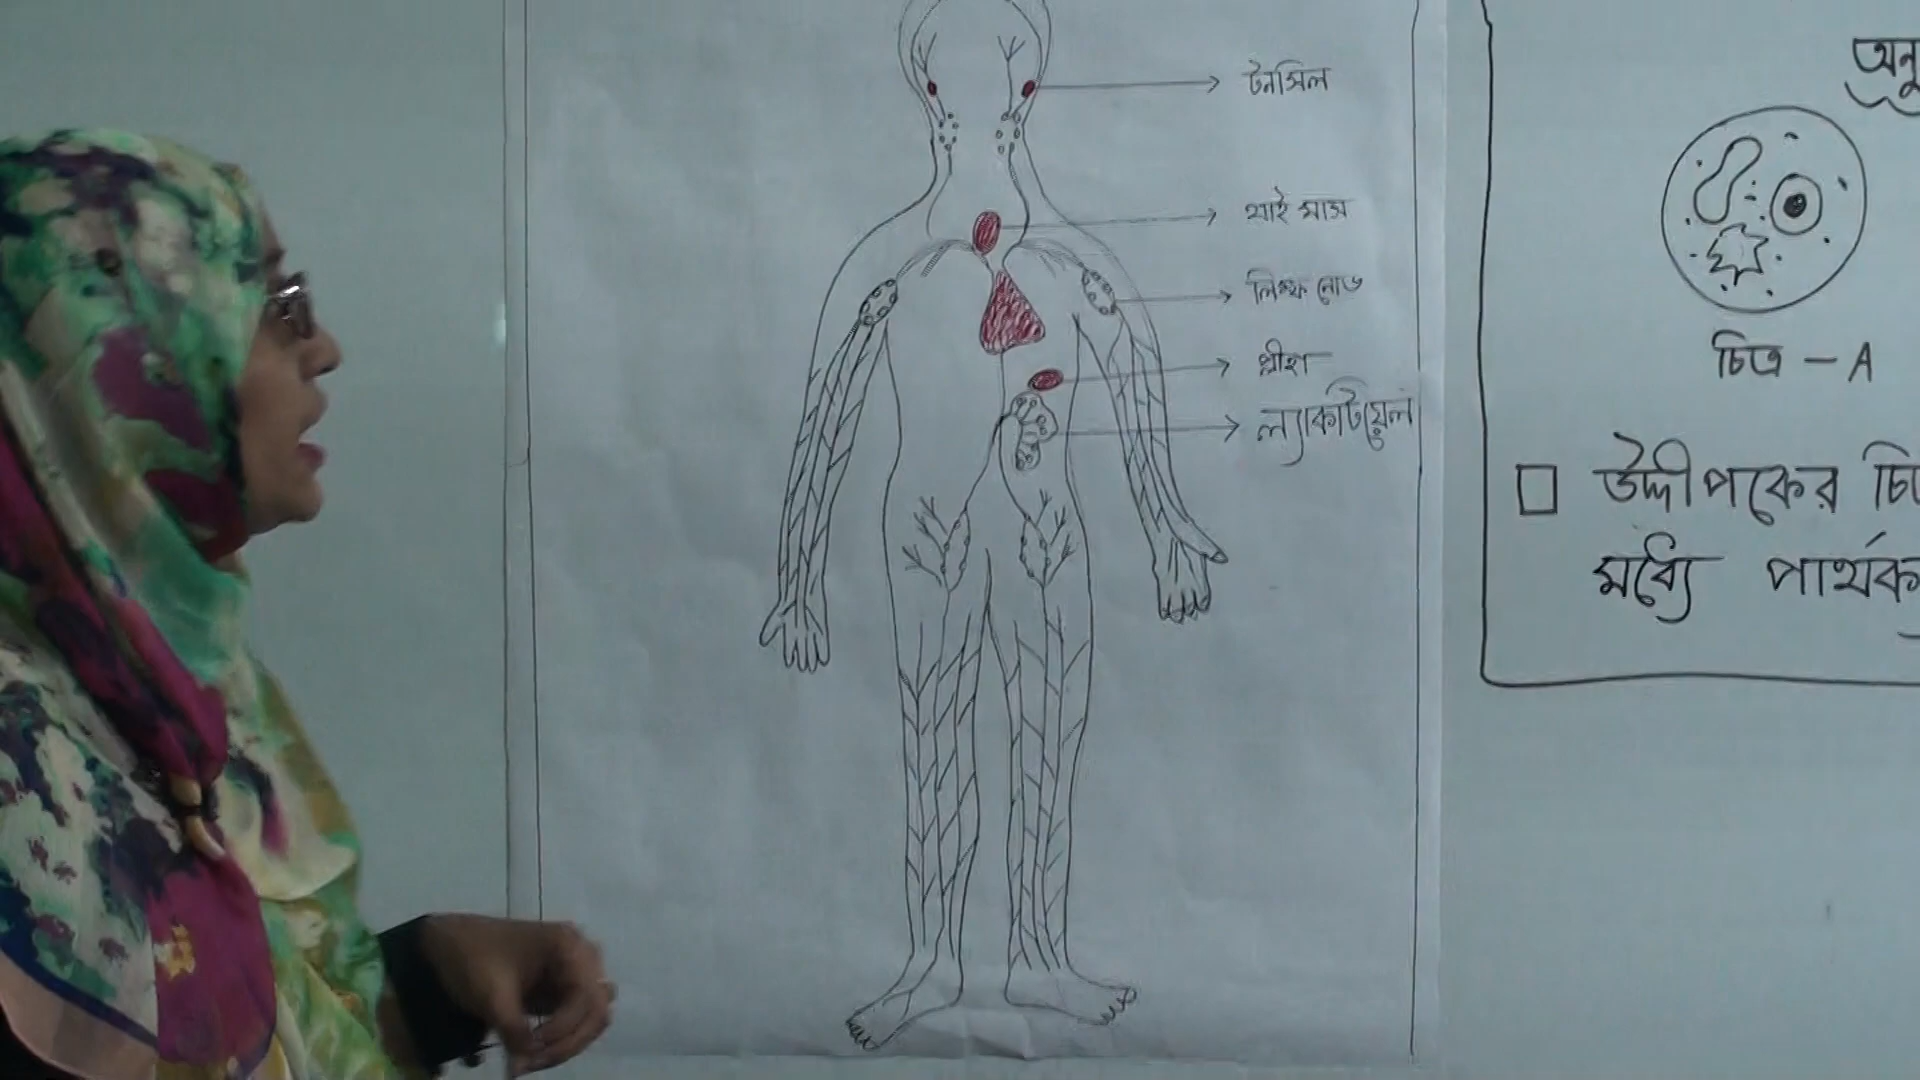 টনসিল
থাইমাস
লিম্ফ নোড
প্লীহা
ল্যাকটিয়েল
অনু
চিত্র - A
উদ্দীপকের চি
মধ্যে পার্থক্য